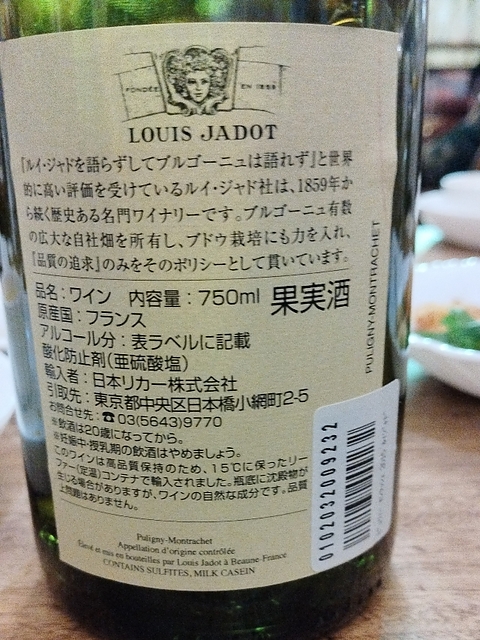 FONDÉE EN 1859
LOUIS JADOT
『ルイ・ジャドを語らずしてブルゴーニュは語れず』と世界
的に高い評価を受けているルイ・ジャド社は、1859年か
ら続く歴史ある名門ワイナリーです。ブルゴーニュ有数
の広大な自社畑を所有し、ブドウ栽培にも力を入れ、
「品質の追求」のみをそのポリシーとして貫いています。
品名：ワイン 内容量：750ml 果実酒
原産国：フランス
アルコール分：表ラベルに記載
酸化防止剤(亜硫酸塩)
輸入者：日本リカー株式会社
引取先：東京都中央区日本橋小網町2-5
お問合せ先：☎03(5643)9770
※飲酒は20歳になってから。
※妊娠中・授乳期の飲酒はやめましょう。
このワインは高品質保持のため、15℃に保ったリー
ファー(定温)コンテナで輸入されました。瓶底に沈殿物が
生じる場合がありますが、ワインの自然な成分です。品質
上問題はありません。
Puligny-Montrachet
Appellation d'origine contrôlée
Élevé et mis en bouteilles par Louis Jadot à Beaune-France
CONTAINS SULFITES, MILK CASEIN
PULIGNY-MONTRACHET
0102032009232